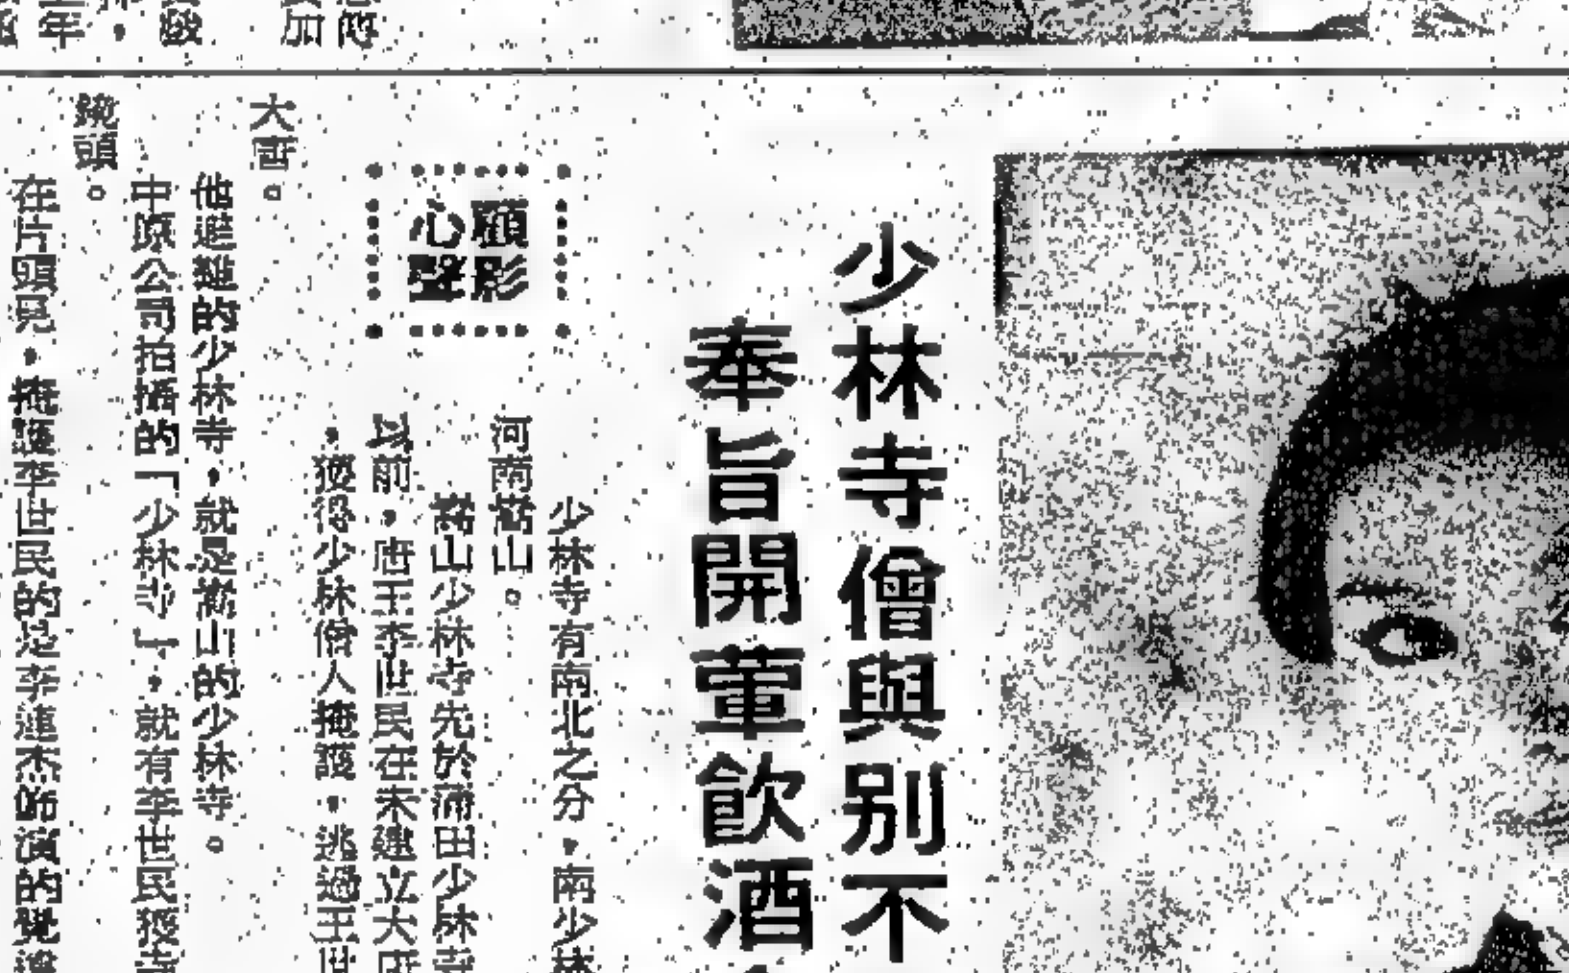 少林寺僧與別不
奉旨開葷飲酒
顧影
心聲
少林寺有南北之分，南少林
河南嵩山。
嵩山少林寺先於蒲田少林寺
以前，唐王李世民在未建立大唐
，獲得少林僧人掩護，逃過王世
大唐。
他逃難的少林寺，就是嵩山的少林寺。
中原公司拍攝的「少林寺」，就有李世民獲寺
鏡頭。
在片頭見，掩護李世民的是李連杰飾演的覺遠
年
加